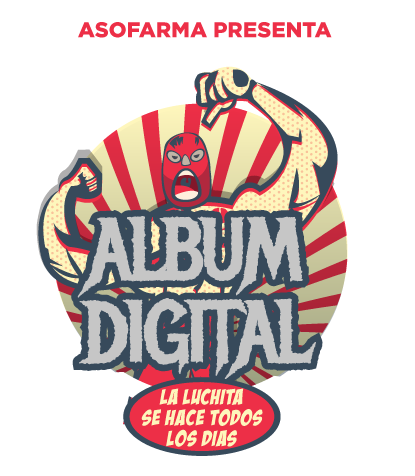 ASOFARMA PRESENTA
ALBUM
DIGITAL
LA LUCHITA
SE HACE TODOS
LOS DIAS